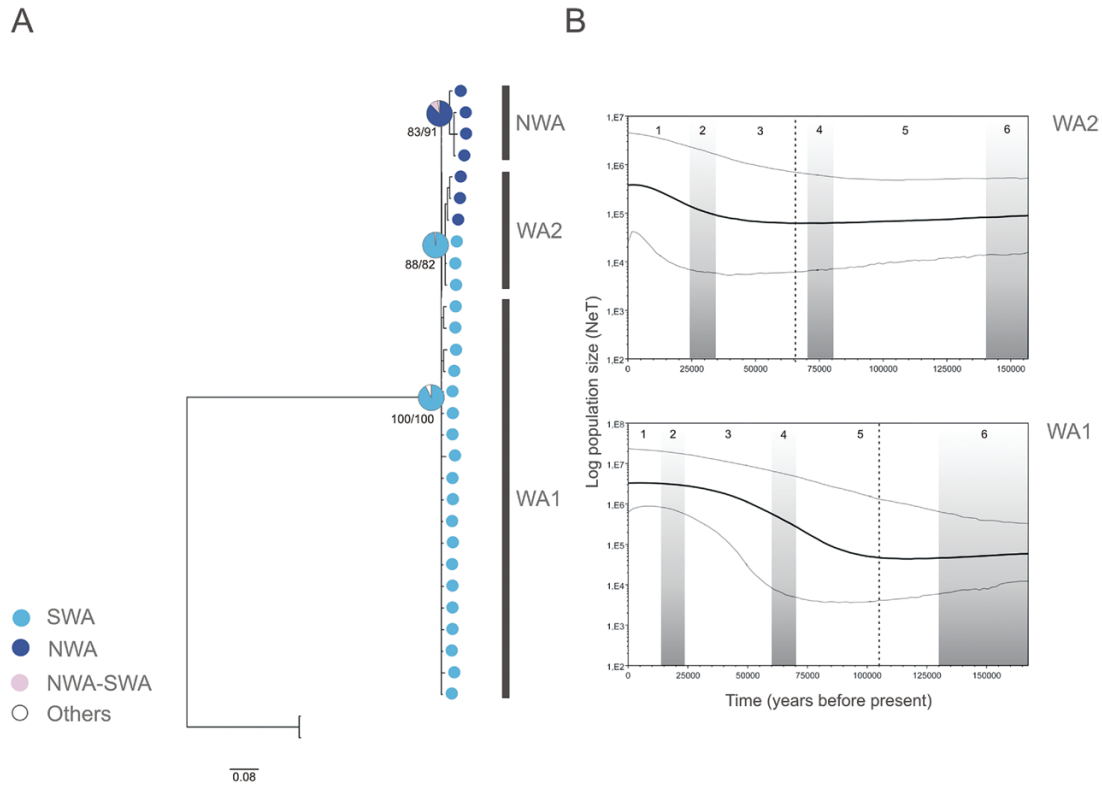 A
83/91
88/82
100/100
NWA
WA2
WA1
SWA
NWA
NWA-SWA
Others
0.08
B
WA2
1,E7
1,E6
1,E5
1,E4
1,E3
1,E2
1 2 3 4 5 6
0 25000 50000 75000 100000 125000 150000
Log population size (NeT)
WA1
1,E8
1,E7
1,E6
1,E5
1,E4
1,E3
1,E2
1 2 3 4 5 6
0 25000 50000 75000 100000 125000 150000
Time (years before present)